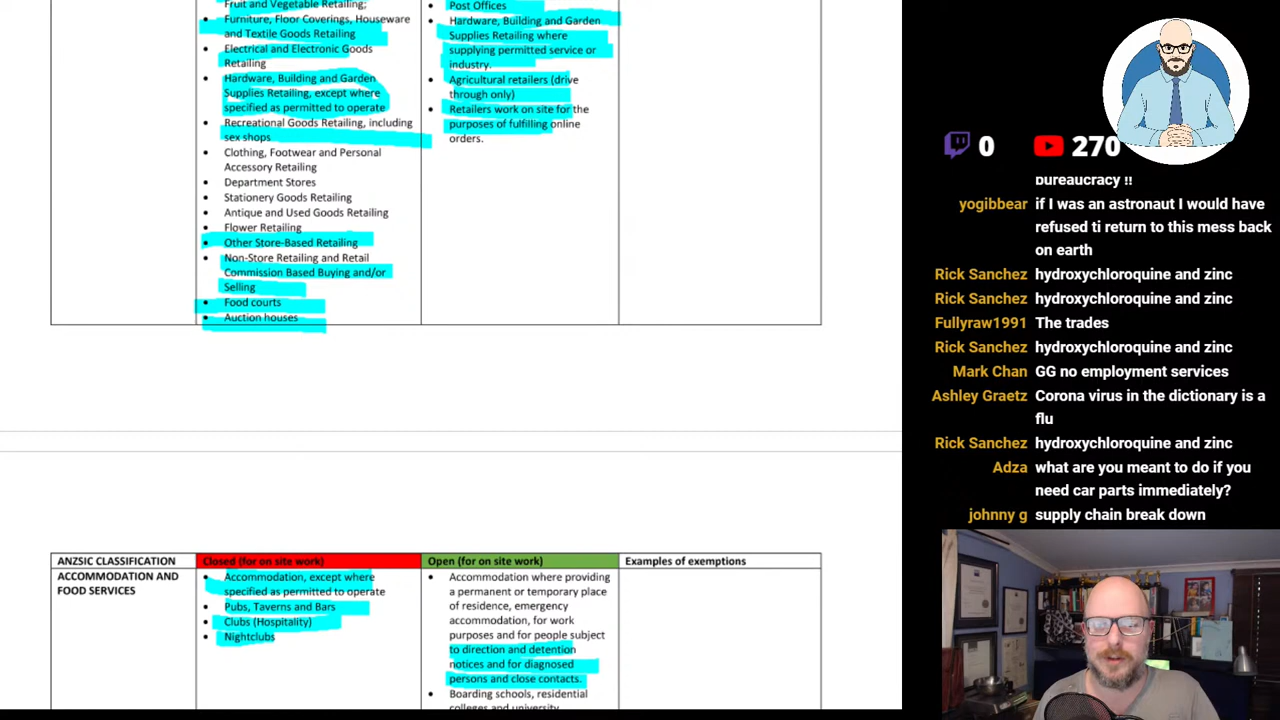 Fruit and Vegetable Retailing;
• Furniture, Floor Coverings, Houseware
and Textile Goods Retailing
• Electrical and Electronic Goods
Retailing
• Hardware, Building and Garden
Supplies Retailing, except where
specified as permitted to operate
• Recreational Goods Retailing, including
sex shops
• Clothing, Footwear and Personal
Accessory Retailing
• Department Stores
• Stationery Goods Retailing
• Antique and Used Goods Retailing
• Flower Retailing
• Other Store-Based Retailing
• Non-Store Retailing and Retail
Commission Based Buying and/or
Selling
• Food courts
• Auction houses
• Post Offices
• Hardware, Building and Garden
Supplies Retailing where
supplying permitted service or
industry.
• Agricultural retailers (drive
through only)
• Retailers work on site for the
purposes of fulfilling online
orders.
ANZSIC CLASSIFICATION
Closed (for on site work)
Open (for on site work)
Examples of exemptions
ACCOMMODATION AND
FOOD SERVICES
• Accommodation, except where
specified as permitted to operate
• Pubs, Taverns and Bars
• Clubs (Hospitality)
• Nightclubs
• Accommodation where providing
a permanent or temporary place
of residence, emergency
accommodation, for work
purposes and for people subject
to direction and detention
notices and for diagnosed
persons and close contacts.
• Boarding schools, residential
colleges and university
0
270
bureaucracy !!
yogibbear if I was an astronaut I would have
refused ti return to this mess back
on earth
Rick Sanchez hydroxychloroquine and zinc
Rick Sanchez hydroxychloroquine and zinc
Fullyraw1991 The trades
Rick Sanchez hydroxychloroquine and zinc
Mark Chan GG no employment services
Ashley Graetz Corona virus in the dictionary is a
flu
Rick Sanchez hydroxychloroquine and zinc
Adza what are you meant to do if you
need car parts immediately?
johnny g supply chain break down